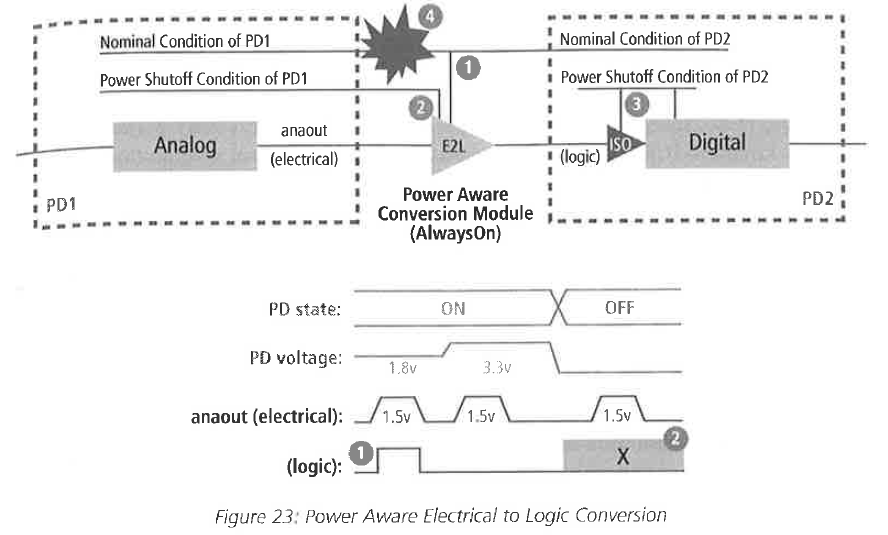 4
Nominal Condition of PD1
Nominal Condition of PD2
1
Power Shutoff Condition of PD1
Power Shutoff Condition of PD2
2
3
Analog
anaout
(electrical)
E2L
(logic)
ISO
Digital
PD1
Power Aware
Conversion Module
(AlwaysOn)
PD2
PD state:
ON
OFF
PD voltage:
1.8v
3.3v
anaout (electrical):
1.5v
1.5v
1.5v
(logic):
1
X
2
Figure 23: Power Aware Electrical to Logic Conversion